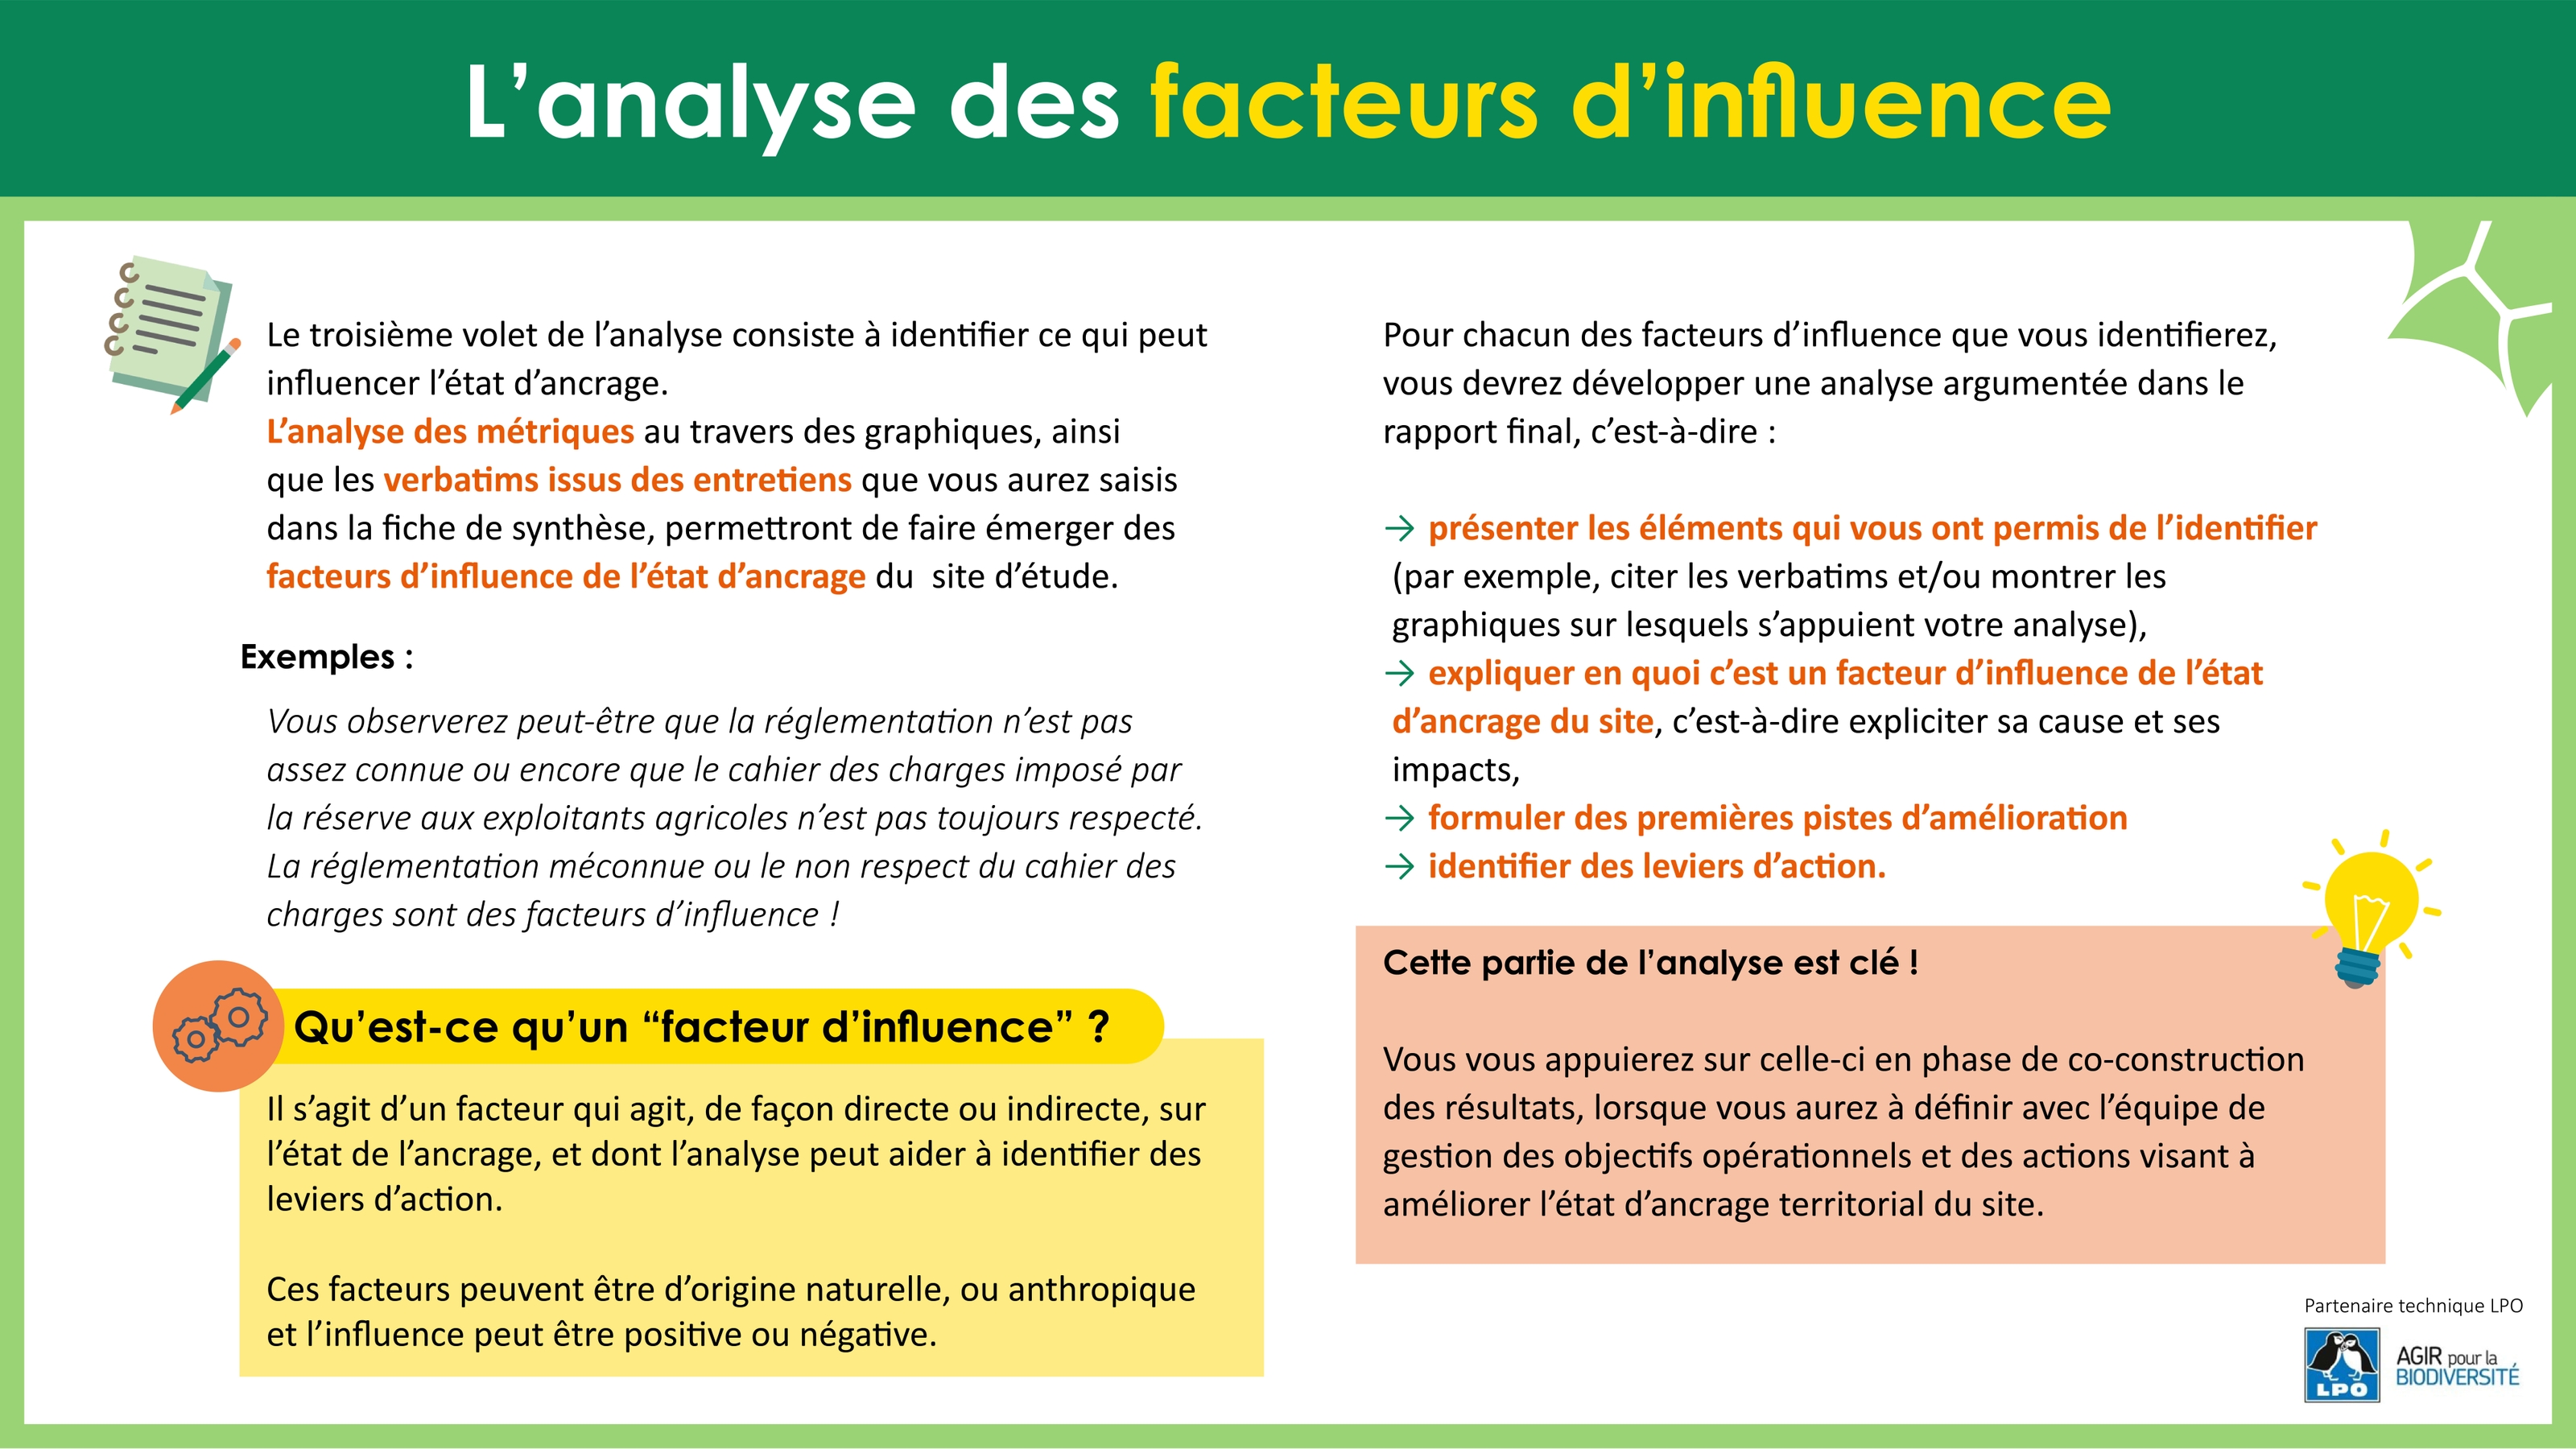 L’analyse des facteurs d’influence
Le troisième volet de l’analyse consiste à identifier ce qui peut
influencer l’état d’ancrage.
L’analyse des métriques au travers des graphiques, ainsi
que les verbatims issus des entretiens que vous aurez saisis
dans la fiche de synthèse, permettront de faire émerger des
facteurs d’influence de l’état d’ancrage du  site d’étude.
Exemples :
Vous observerez peut-être que la réglementation n’est pas
assez connue ou encore que le cahier des charges imposé par
la réserve aux exploitants agricoles n’est pas toujours respecté.
La réglementation méconnue ou le non respect du cahier des
charges sont des facteurs d’influence !
Qu’est-ce qu’un “facteur d’influence” ?
Il s’agit d’un facteur qui agit, de façon directe ou indirecte, sur
l’état de l’ancrage, et dont l’analyse peut aider à identifier des
leviers d’action.
Ces facteurs peuvent être d’origine naturelle, ou anthropique
et l’influence peut être positive ou négative.
Pour chacun des facteurs d’influence que vous identifierez,
vous devrez développer une analyse argumentée dans le
rapport final, c’est-à-dire :
→ présenter les éléments qui vous ont permis de l’identifier
(par exemple, citer les verbatims et/ou montrer les
graphiques sur lesquels s’appuient votre analyse),
→ expliquer en quoi c’est un facteur d’influence de l’état
d’ancrage du site, c’est-à-dire expliciter sa cause et ses
impacts,
→ formuler des premières pistes d’amélioration
→ identifier des leviers d’action.
Cette partie de l’analyse est clé !
Vous vous appuierez sur celle-ci en phase de co-construction
des résultats, lorsque vous aurez à définir avec l’équipe de
gestion des objectifs opérationnels et des actions visant à
améliorer l’état d’ancrage territorial du site.
Partenaire technique LPO
LPO
AGIR pour la
BIODIVERSITÉ